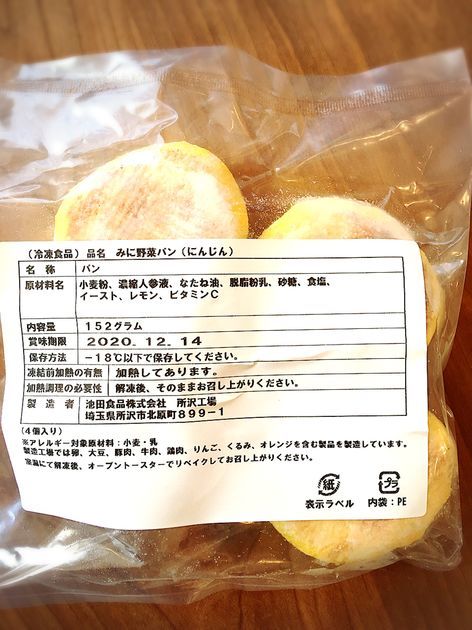 (冷凍食品) 品名 みに野菜パン(にんじん)
名称 パン
原材料名 小麦粉、濃縮人参液、なたね油、脱脂粉乳、砂糖、食塩、
イースト、レモン、ビタミンC
内容量 152グラム
賞味期限 2020.12.14
保存方法 -18℃以下で保存してください。
凍結前加熱の有無 加熱してあります。
加熱調理の必要性 解凍後、そのままお召し上がりください。
製造者 池田食品株式会社 所沢工場
埼玉県所沢市北原町899-1
(4個入り)
※アレルギー対象原材料:小麦・乳
製造工場では卵、大豆、豚肉、牛肉、鶏肉、りんご、くるみ、オレンジを含む製品を製造しています。
室温にて解凍後、オーブントースターでリベイクしてお召し上がりください。
紙 プラ
表示ラベル 内袋:PE